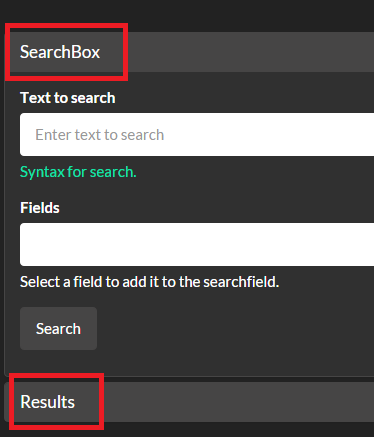 SearchBox
Text to search
Enter text to search
Syntax for search.
Fields
Select a field to add it to the searchfield.
Search
Results